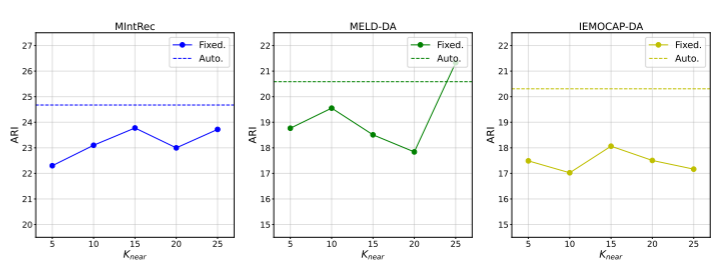 MIntRec
27
26
25
24
23
22
21
20
ARI
5 10 15 20 25
K_near
Fixed.
Auto.
MELD-DA
22
21
20
19
18
17
16
15
ARI
5 10 15 20 25
K_near
Fixed.
Auto.
IEMOCAP-DA
22
21
20
19
18
17
16
15
ARI
5 10 15 20 25
K_near
Fixed.
Auto.